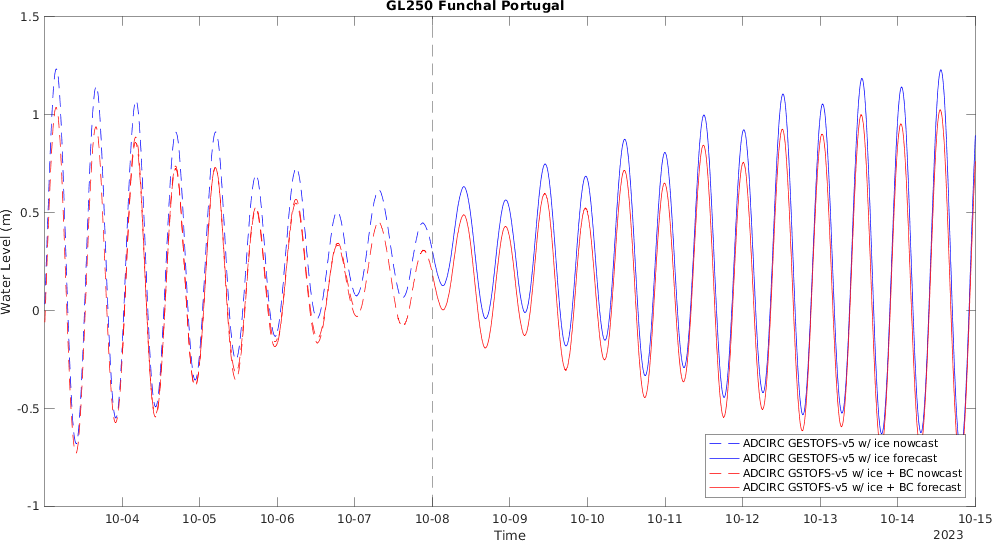 GL250 Funchal Portugal
1.5
1
0.5
0
-0.5
-1
Water Level (m)
10-04 10-05 10-06 10-07 10-08 10-09 10-10 10-11 10-12 10-13 10-14 10-15
Time
2023
ADCIRC GESTOFS-v5 w/ ice nowcast
ADCIRC GESTOFS-v5 w/ ice forecast
ADCIRC GSTOFS-v5 w/ ice + BC nowcast
ADCIRC GSTOFS-v5 w/ ice + BC forecast